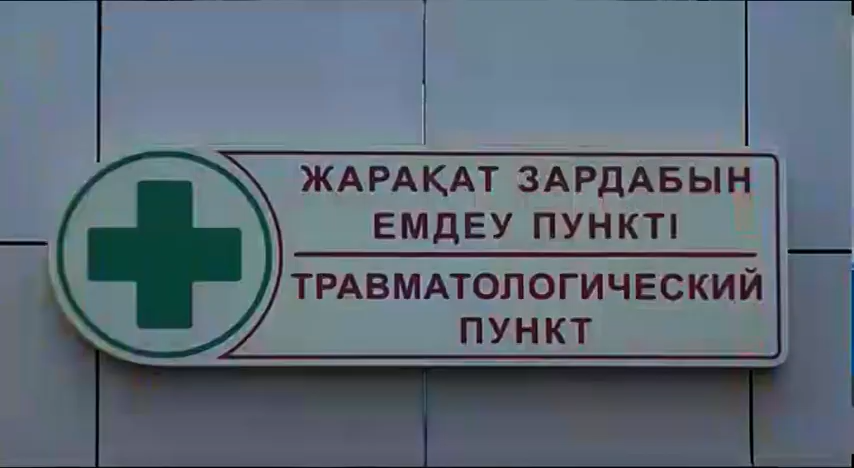 ЖАРАҚАТ ЗАРДАБЫН
ЕМДЕУ ПУНКТІ
ТРАВМАТОЛОГИЧЕСКИЙ
ПУНКТ